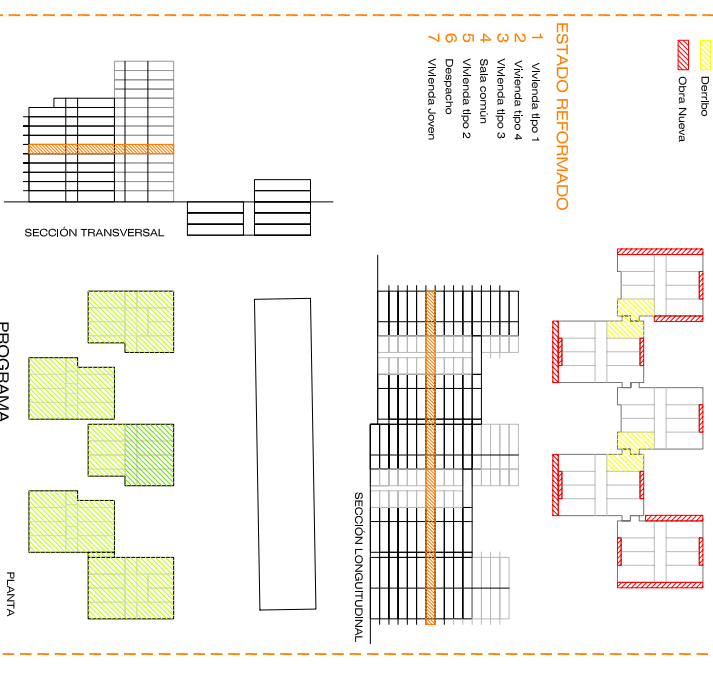 Derribo
Obra Nueva
ESTADO REFORMADO
1 Vivienda tipo 1
2 Vivienda tipo 4
3 Vivienda tipo 3
4 Sala común
5 Vivienda tipo 2
6 Despacho
7 Vivienda Joven
SECCIÓN TRANSVERSAL
SECCIÓN LONGUITUDINAL
PROGRAMA
PLANTA